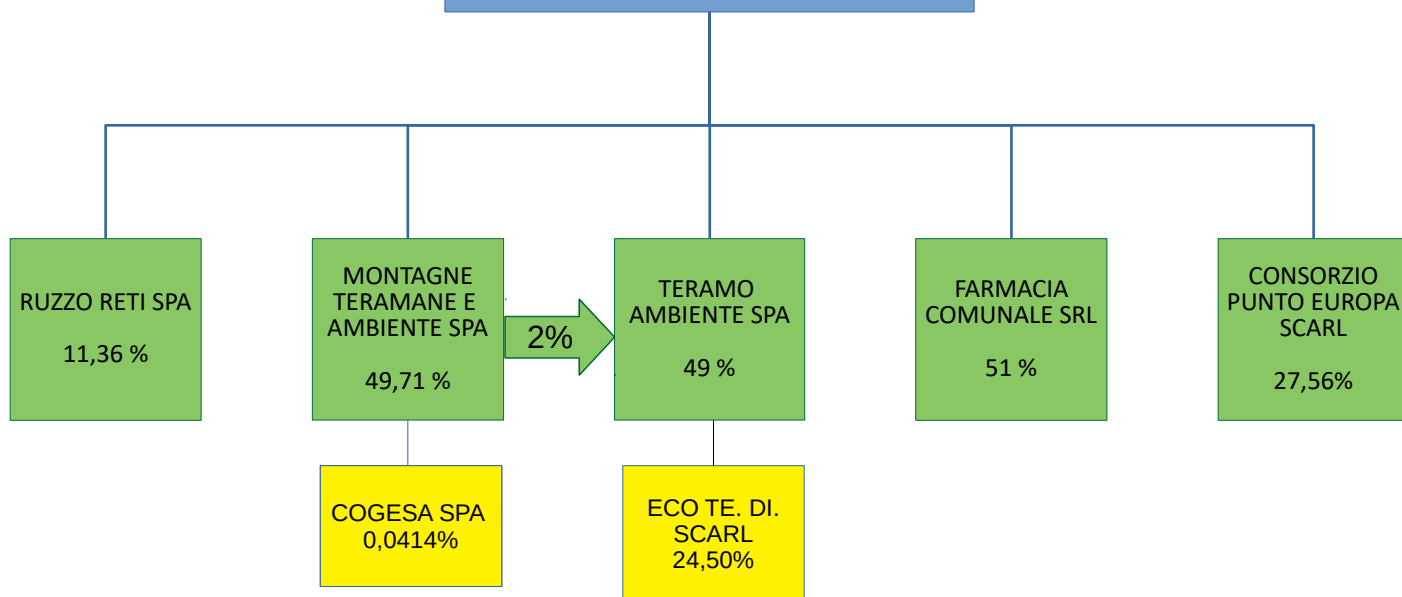 RUZZO RETI SPA
11,36 %
MONTAGNE
TERAMANE E
AMBIENTE SPA
49,71 %
2%
TERAMO
AMBIENTE SPA
49 %
FARMACIA
COMUNALE SRL
51 %
CONSORZIO
PUNTO EUROPA
SCARL
27,56%
COGESA SPA
0,0414%
ECO TE. DI.
SCARL
24,50%